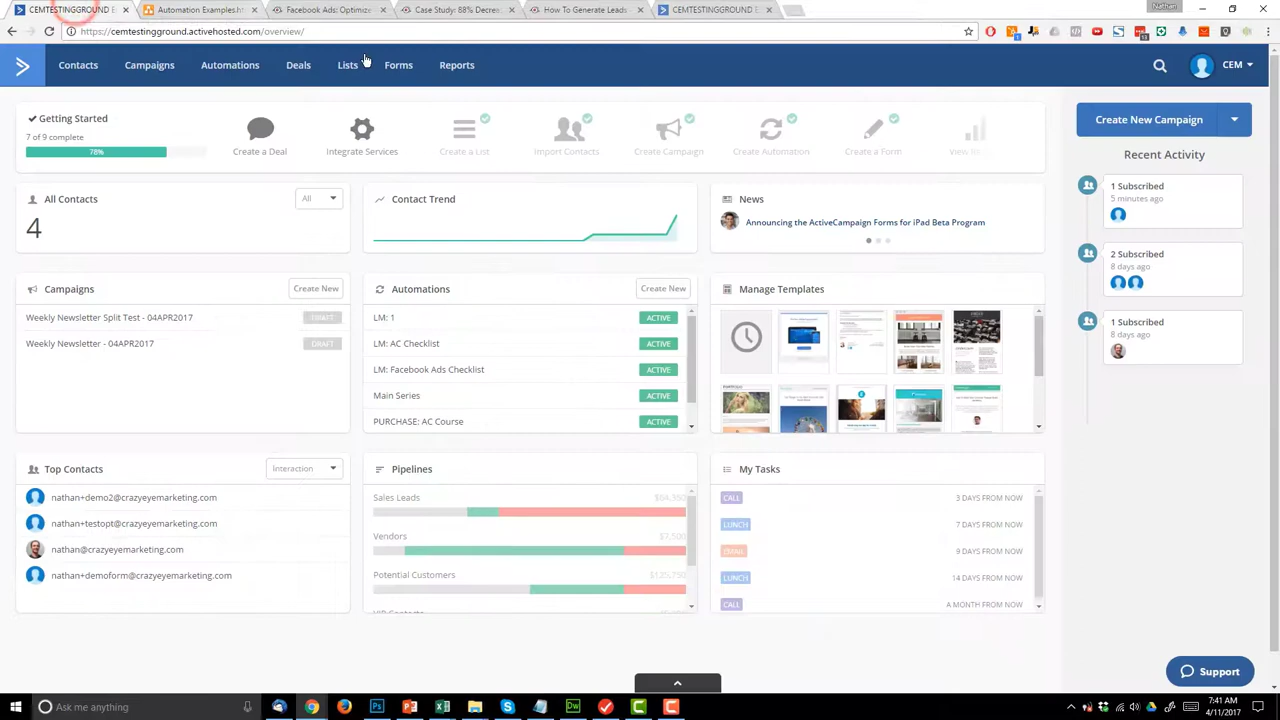 CEMTESTINGGROUND E
Automation Examples.h
Facebook Ads: Optimize
Case Study: 88% Decrea
How To Generate Leads
CEMTESTINGGROUND E
Nathan
https://cemtestingground.activehosted.com/overview/
Contacts
Campaigns
Automations
Deals
Lists
Forms
Reports
CEM
Getting Started
7 of 9 complete
78%
Create a Deal
Integrate Services
Create a List
Import Contacts
Create Campaign
Create Automation
Create a Form
Create New Campaign
Recent Activity
1 Subscribed
5 minutes ago
2 Subscribed
8 days ago
1 Subscribed
8 days ago
All Contacts
All
4
Contact Trend
News
Announcing the ActiveCampaign Forms for iPad Beta Program
Campaigns
Create New
Weekly Newsletter Split Test - 04APR2017 DRAFT
Weekly Newsletter - 04APR2017 DRAFT
Automations
Create New
LM: 1 ACTIVE
LM: AC Checklist ACTIVE
LM: Facebook Ads Checklist ACTIVE
Main Series ACTIVE
PURCHASE: AC Course ACTIVE
Manage Templates
Top Contacts
Interaction
nathan+demo2@crazyeyemarketing.com
nathan+testopt@crazyeyemarketing.com
nathan@crazyeyemarketing.com
nathan+demoform@crazyeyemarketing.com
Pipelines
Sales Leads
Vendors $7,500
Potential Customers
My Tasks
CALL 3 DAYS FROM NOW
LUNCH 7 DAYS FROM NOW
EMAIL 9 DAYS FROM NOW
LUNCH 14 DAYS FROM NOW
CALL A MONTH FROM NOW
Support
Ask me anything
7:41 AM
4/11/2017